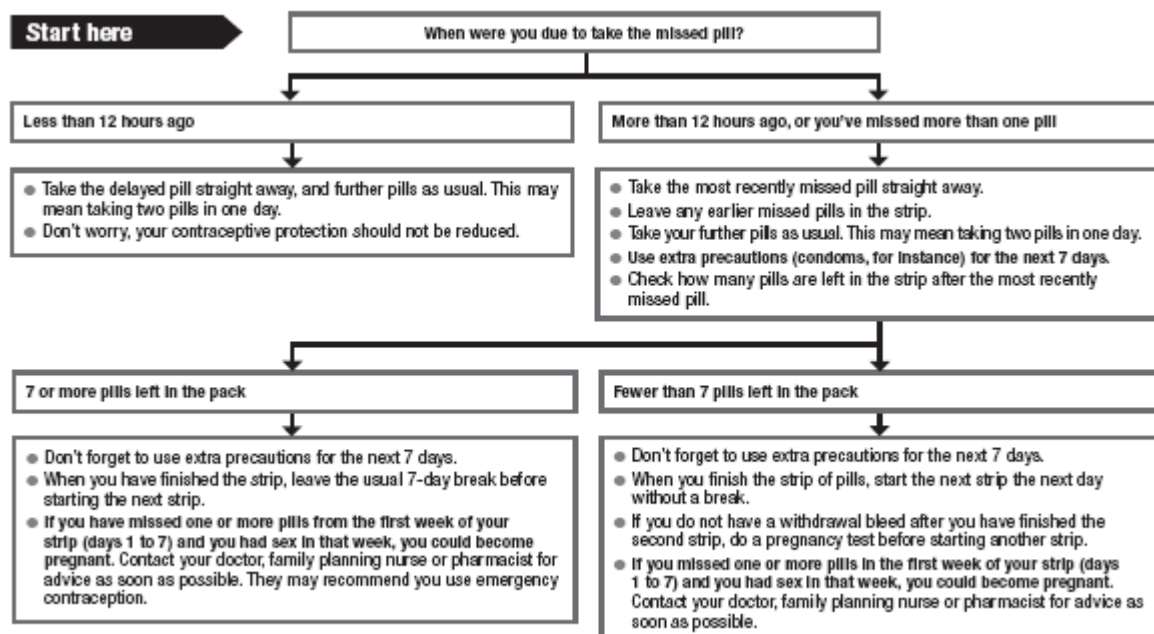 Start here
When were you due to take the missed pill?
Less than 12 hours ago
More than 12 hours ago, or you've missed more than one pill
● Take the delayed pill straight away, and further pills as usual. This may
mean taking two pills in one day.
● Don't worry, your contraceptive protection should not be reduced.
● Take the most recently missed pill straight away.
● Leave any earlier missed pills in the strip.
● Take your further pills as usual. This may mean taking two pills in one day.
● Use extra precautions (condoms, for instance) for the next 7 days.
● Check how many pills are left in the strip after the most recently
missed pill.
7 or more pills left in the pack
Fewer than 7 pills left in the pack
● Don't forget to use extra precautions for the next 7 days.
● When you have finished the strip, leave the usual 7-day break before
starting the next strip.
● If you have missed one or more pills from the first week of your
strip (days 1 to 7) and you had sex in that week, you could become
pregnant. Contact your doctor, family planning nurse or pharmacist for
advice as soon as possible. They may recommend you use emergency
contraception.
● Don't forget to use extra precautions for the next 7 days.
● When you finish the strip of pills, start the next strip the next day
without a break.
● If you do not have a withdrawal bleed after you have finished the
second strip, do a pregnancy test before starting another strip.
● If you missed one or more pills in the first week of your strip (days
1 to 7) and you had sex in that week, you could become pregnant.
Contact your doctor, family planning nurse or pharmacist for advice as
soon as possible.